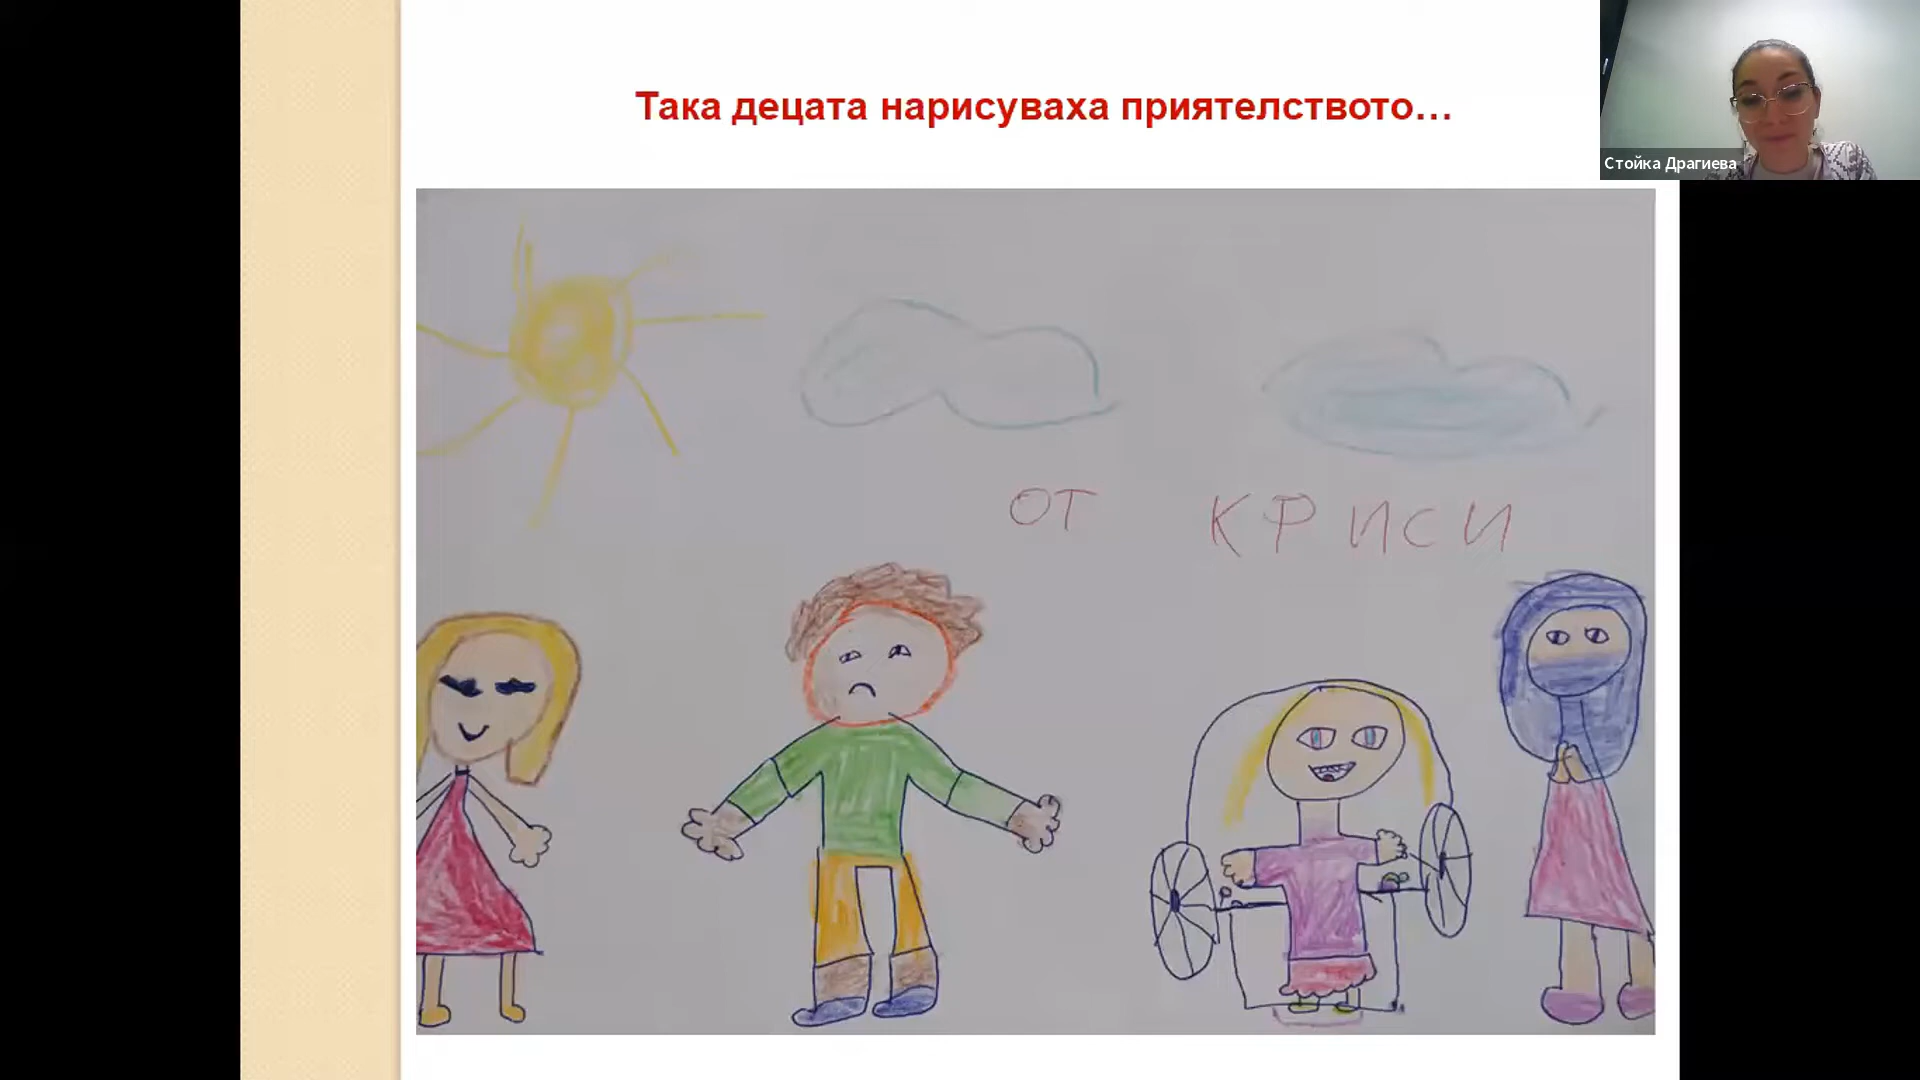 Така децата нарисуваха приятелството...
Стойка Драгиева
ОТ КРИСИ